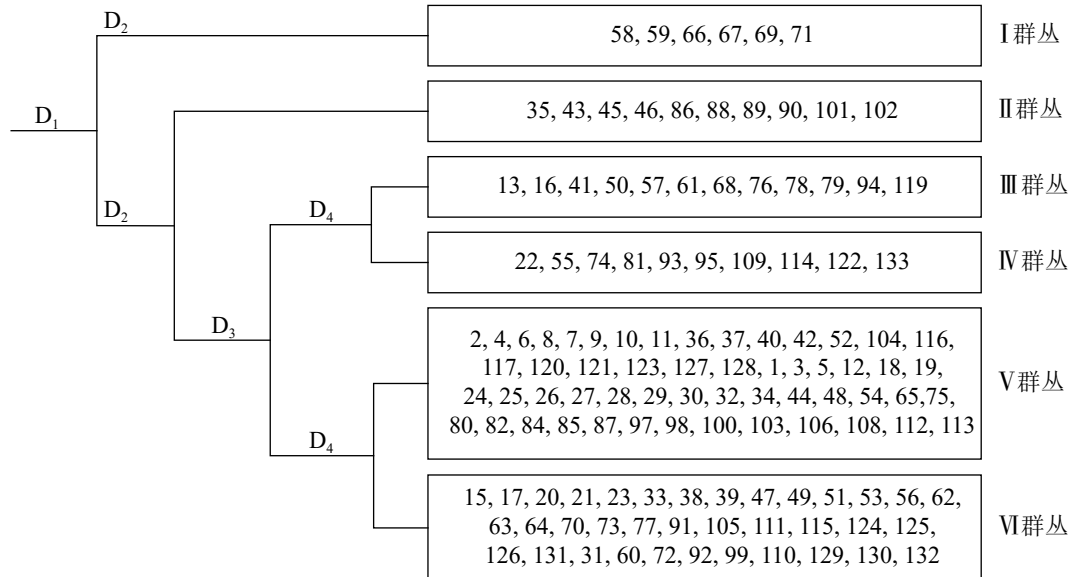 D₂
58, 59, 66, 67, 69, 71
Ⅰ群丛
D₁
35, 43, 45, 46, 86, 88, 89, 90, 101, 102
Ⅱ群丛
D₂
13, 16, 41, 50, 57, 61, 68, 76, 78, 79, 94, 119
Ⅲ群丛
D₄
22, 55, 74, 81, 93, 95, 109, 114, 122, 133
Ⅳ群丛
D₃
2, 4, 6, 8, 7, 9, 10, 11, 36, 37, 40, 42, 52, 104, 116,
117, 120, 121, 123, 127, 128, 1, 3, 5, 12, 18, 19,
24, 25, 26, 27, 28, 29, 30, 32, 34, 44, 48, 54, 65,75,
80, 82, 84, 85, 87, 97, 98, 100, 103, 106, 108, 112, 113
Ⅴ群丛
D₄
15, 17, 20, 21, 23, 33, 38, 39, 47, 49, 51, 53, 56, 62,
63, 64, 70, 73, 77, 91, 105, 111, 115, 124, 125,
126, 131, 31, 60, 72, 92, 99, 110, 129, 130, 132
Ⅵ群丛